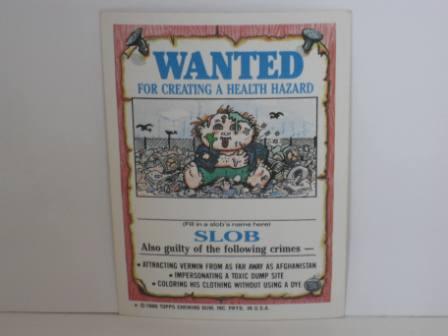 WANTED
FOR CREATING A HEALTH HAZARD
(Fill in a slob's name here)
SLOB
Also guilty of the following crimes —
• ATTRACTING VERMIN FROM AS FAR AWAY AS AFGHANISTAN
• IMPERSONATING A TOXIC DUMP SITE
• COLORING HIS CLOTHING WITHOUT USING A DYE
© 1986 TOPPS CHEWING GUM, INC. PRTD. IN U.S.A.